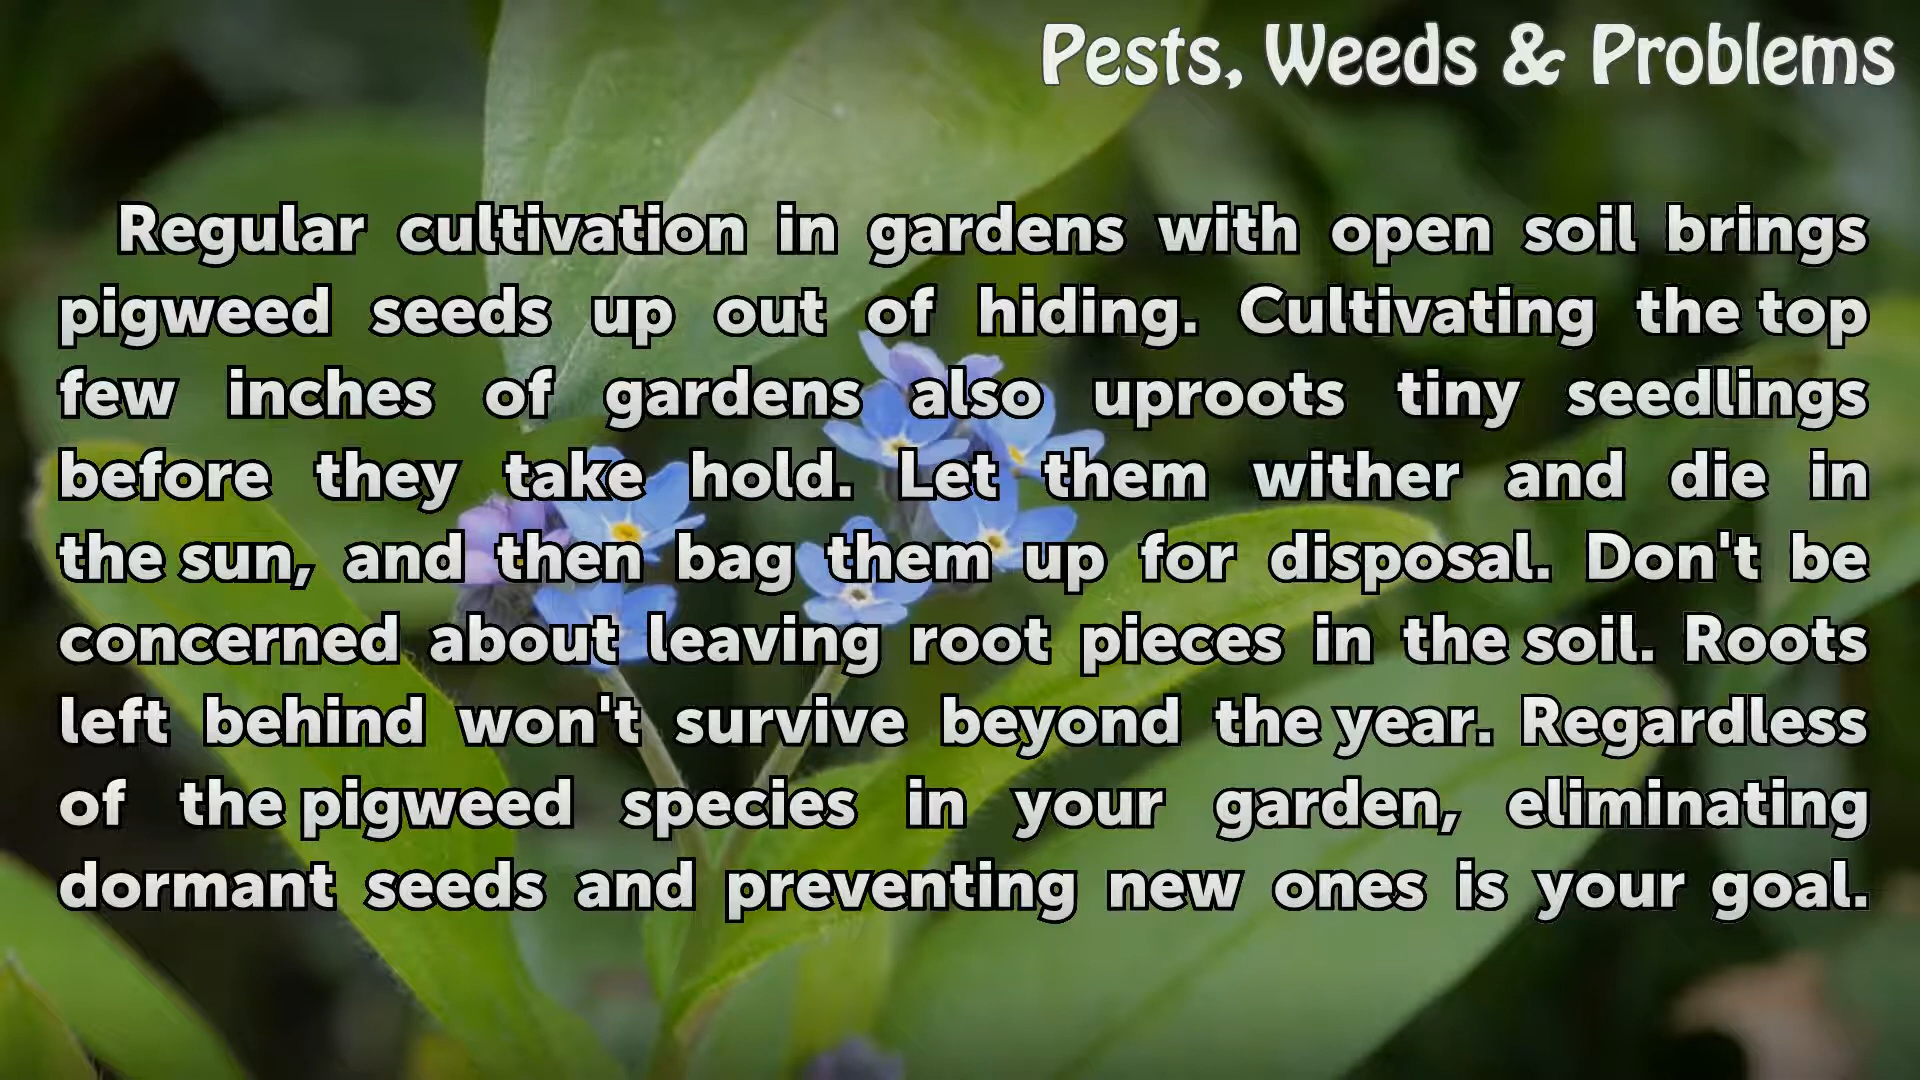 Pests, Weeds & Problems
Regular cultivation in gardens with open soil brings
pigweed seeds up out of hiding. Cultivating the top
few inches of gardens also uproots tiny seedlings
before they take hold. Let them wither and die in
the sun, and then bag them up for disposal. Don't be
concerned about leaving root pieces in the soil. Roots
left behind won't survive beyond the year. Regardless
of the pigweed species in your garden, eliminating
dormant seeds and preventing new ones is your goal.